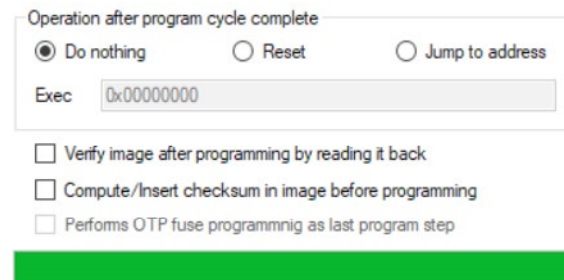 Operation after program cycle complete
Do nothing Reset Jump to address
Exec 0x00000000
Verify image after programming by reading it back
Compute/Insert checksum in image before programming
Performs OTP fuse programmnig as last program step